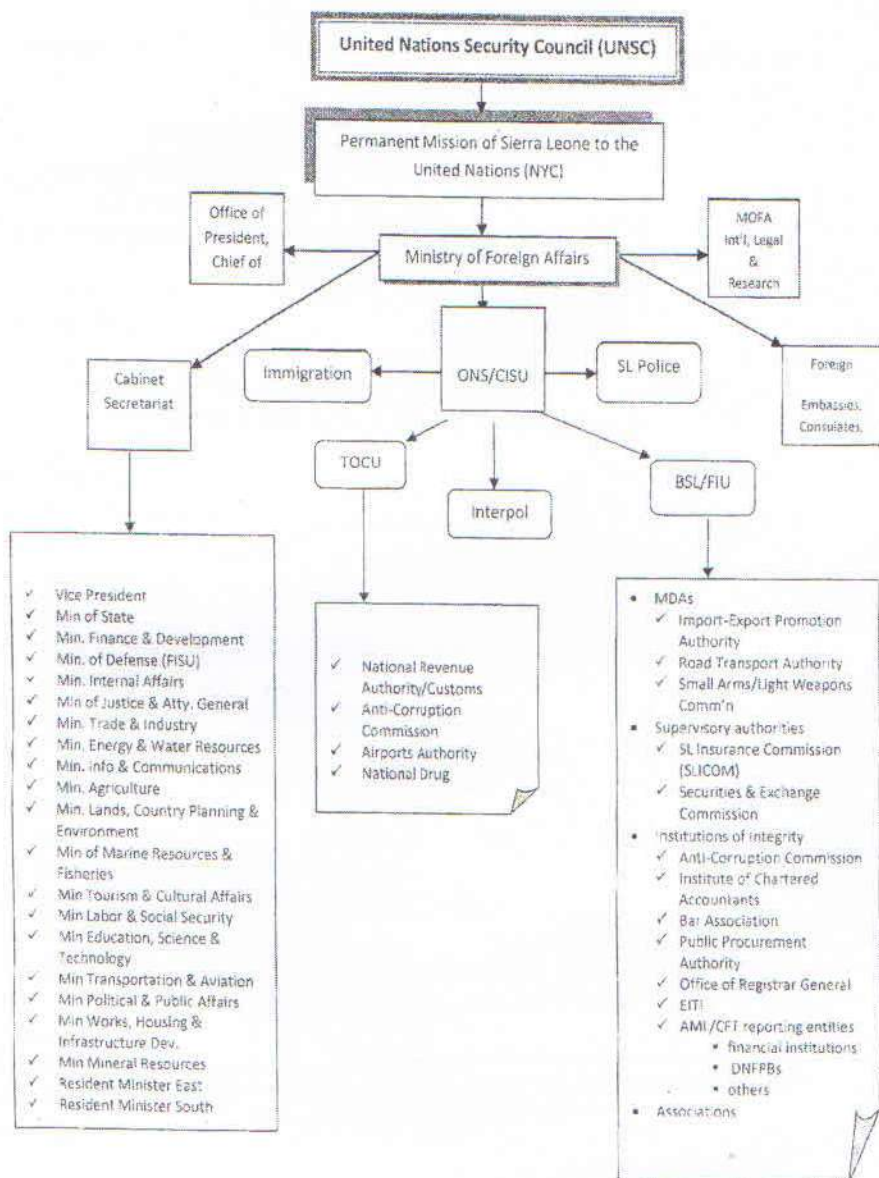 United Nations Security Council (UNSC)
Permanent Mission of Sierra Leone to the
United Nations (NYC)
Office of
President,
Chief of
Ministry of Foreign Affairs
MOFA
Int'l, Legal
&
Research
Cabinet
Secretariat
Immigration
ONS/CISU
SL Police
Foreign
Embassies,
Consulates,
TOCU
Interpol
BSL/FIU
✓ Vice President
✓ Min of State
✓ Min. Finance & Development
✓ Min. of Defense (FISU)
✓ Min. Internal Affairs
✓ Min of Justice & Atty. General
✓ Min. Trade & Industry
✓ Min. Energy & Water Resources
✓ Min. Info & Communications
✓ Min. Agriculture
✓ Min. Lands, Country Planning &
Environment
✓ Min of Marine Resources &
Fisheries
✓ Min Tourism & Cultural Affairs
✓ Min Labor & Social Security
✓ Min Education, Science &
Technology
✓ Min Transportation & Aviation
✓ Min Political & Public Affairs
✓ Min Works, Housing &
Infrastructure Dev.
✓ Min Mineral Resources
✓ Resident Minister East
✓ Resident Minister South
✓ National Revenue
Authority/Customs
✓ Anti-Corruption
Commission
✓ Airports Authority
✓ National Drug
▪ MDAs
✓ Import-Export Promotion
Authority
✓ Road Transport Authority
✓ Small Arms/Light Weapons
Comm'n
▪ Supervisory authorities
✓ SL Insurance Commission
(SLICOM)
✓ Securities & Exchange
Commission
▪ Institutions of integrity
✓ Anti-Corruption Commission
✓ Institute of Chartered
Accountants
✓ Bar Association
✓ Public Procurement
Authority
✓ Office of Registrar General
✓ EITI
✓ AML/CFT reporting entities
▪ financial institutions
▪ DNFPBs
▪ others
▪ Associations